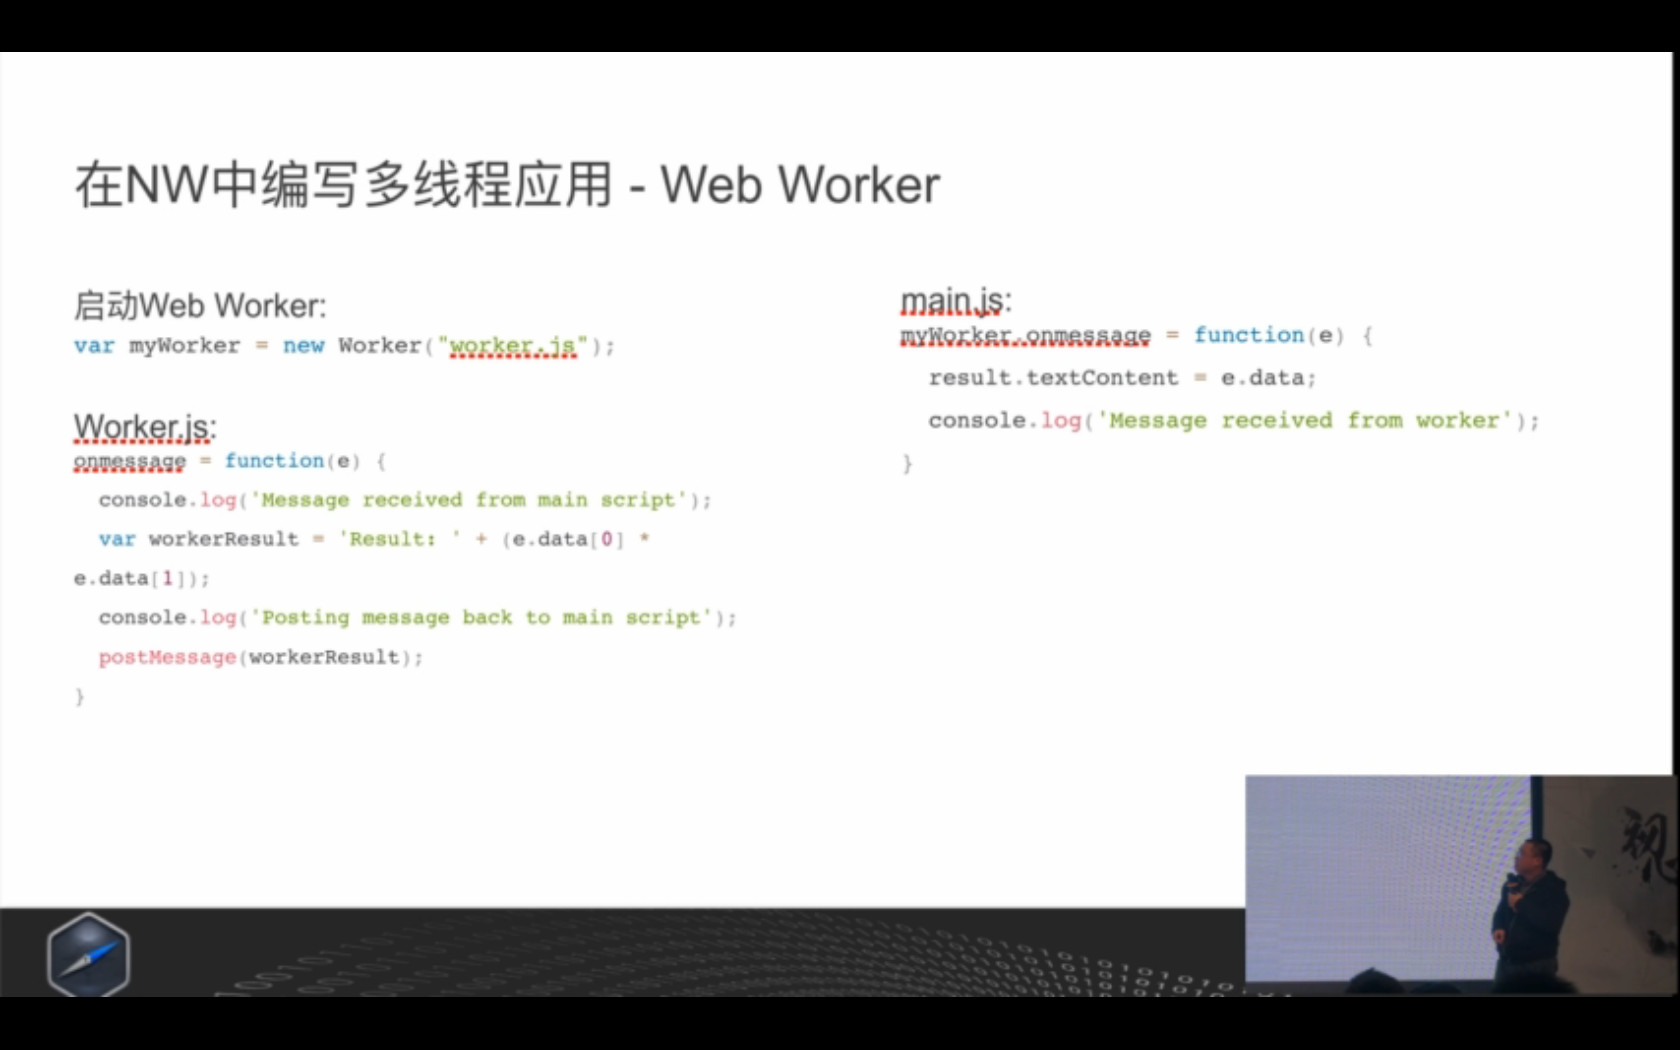 在NW中编写多线程应用 - Web Worker
启动Web Worker:
var myWorker = new Worker("worker.js");
Worker.js:
onmessage = function(e) {
  console.log('Message received from main script');
  var workerResult = 'Result: ' + (e.data[0] *
e.data[1]);
  console.log('Posting message back to main script');
  postMessage(workerResult);
}
main.js:
myWorker.onmessage = function(e) {
  result.textContent = e.data;
  console.log('Message received from worker');
}
视